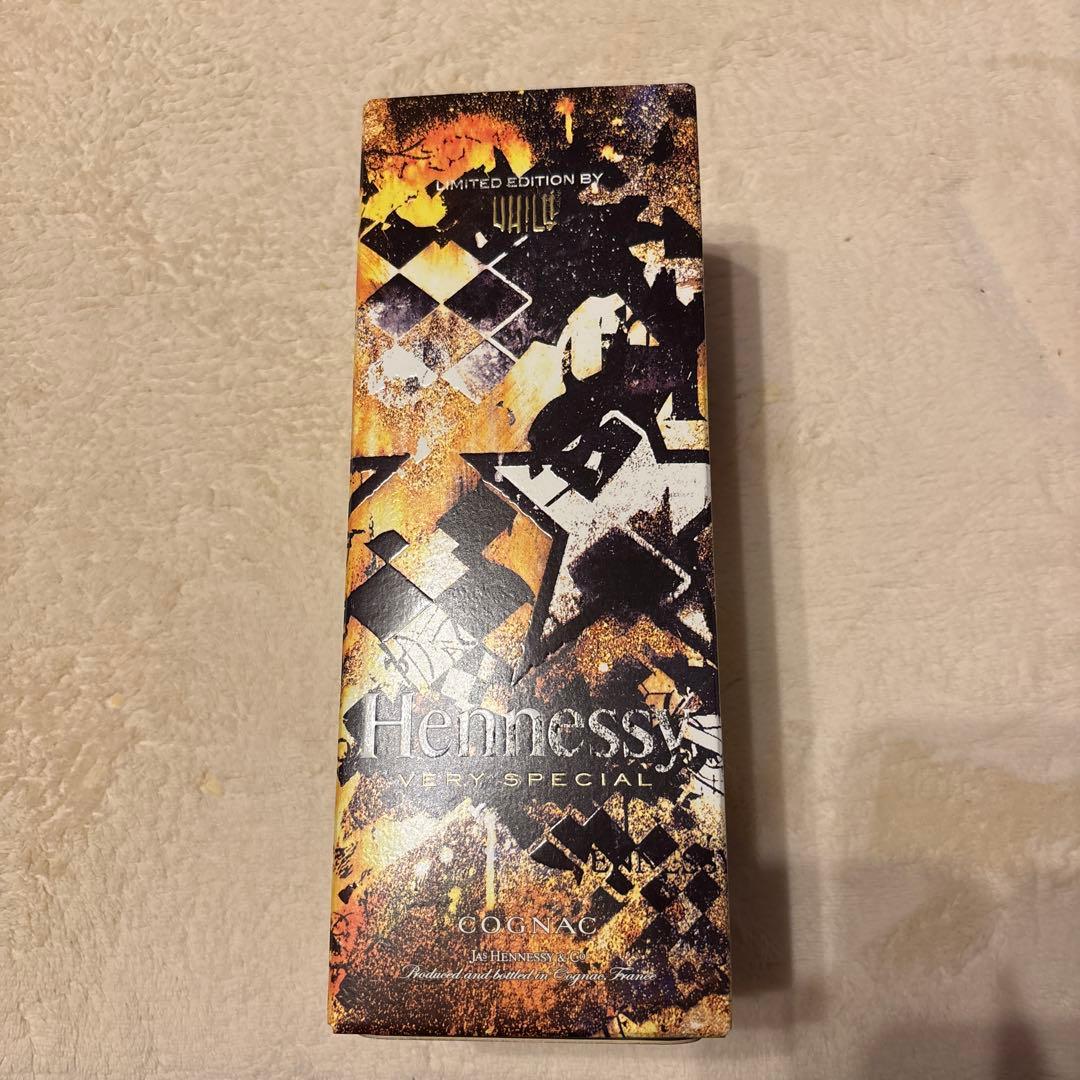 LIMITED EDITION BY
VHILS
Hennessy
VERY SPECIAL
COGNAC
JAS HENNESSY & CO
Produced and bottled in Cognac, France